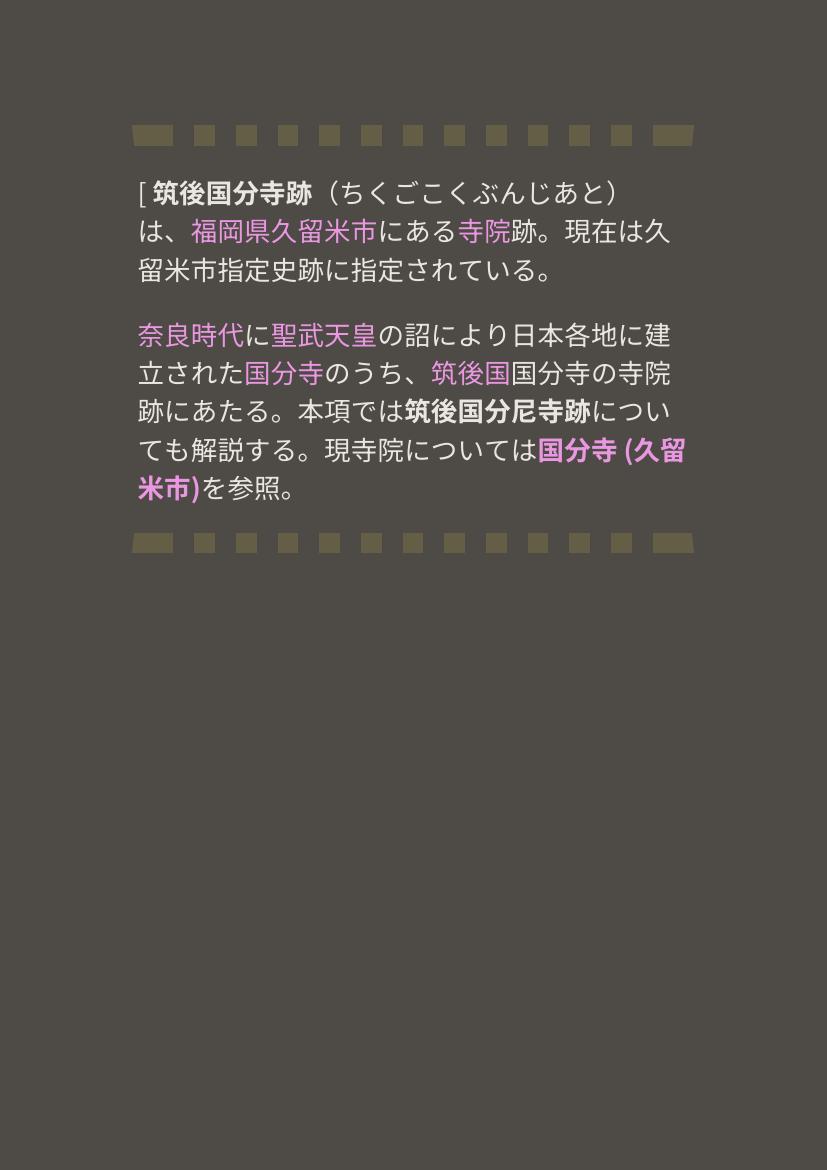 [ 筑後国分寺跡（ちくごこくぶんじあと）
は、福岡県久留米市にある寺院跡。現在は久
留米市指定史跡に指定されている。
奈良時代に聖武天皇の詔により日本各地に建
立された国分寺のうち、筑後国国分寺の寺院
跡にあたる。本項では筑後国分尼寺跡につい
ても解説する。現寺院については国分寺 (久留
米市)を参照。